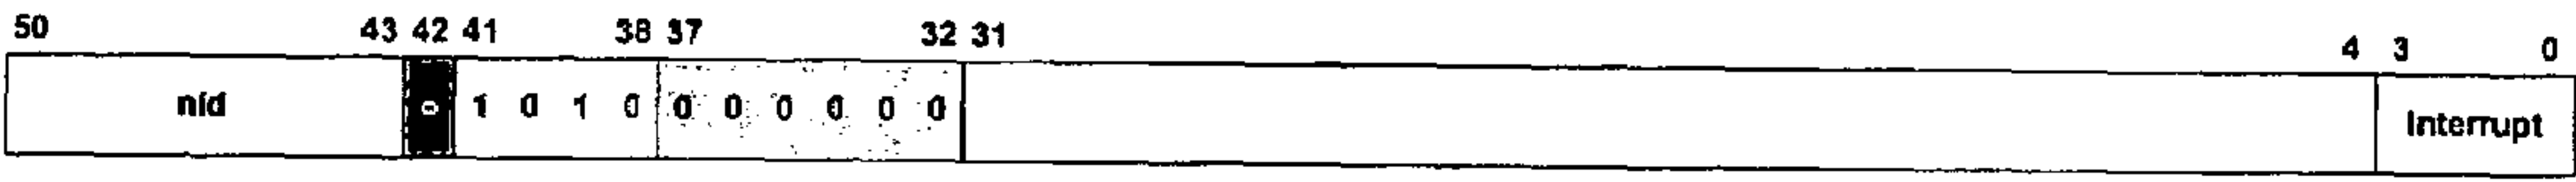 50 43 42 41 38 37 32 31 4 3 0
nid 0 1 0 1 0 0 0 0 0 0 0 Interrupt